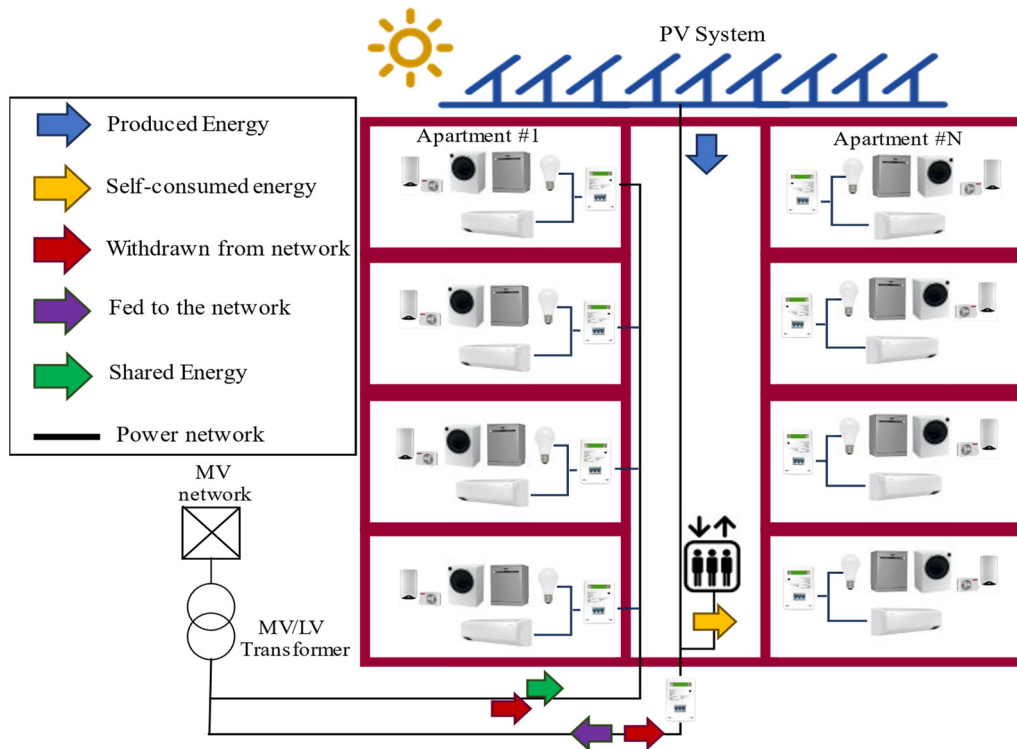 PV System
Produced Energy
Self-consumed energy
Withdrawn from network
Fed to the network
Shared Energy
Power network
Apartment #1
Apartment #N
MV
network
MV/LV
Transformer